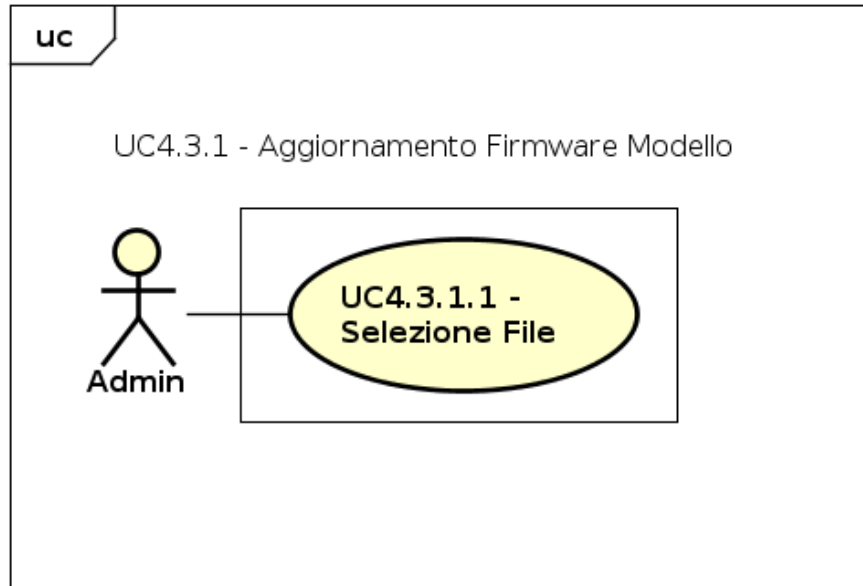 uc
UC4.3.1 - Aggiornamento Firmware Modello
UC4.3.1.1 -
Selezione File
Admin